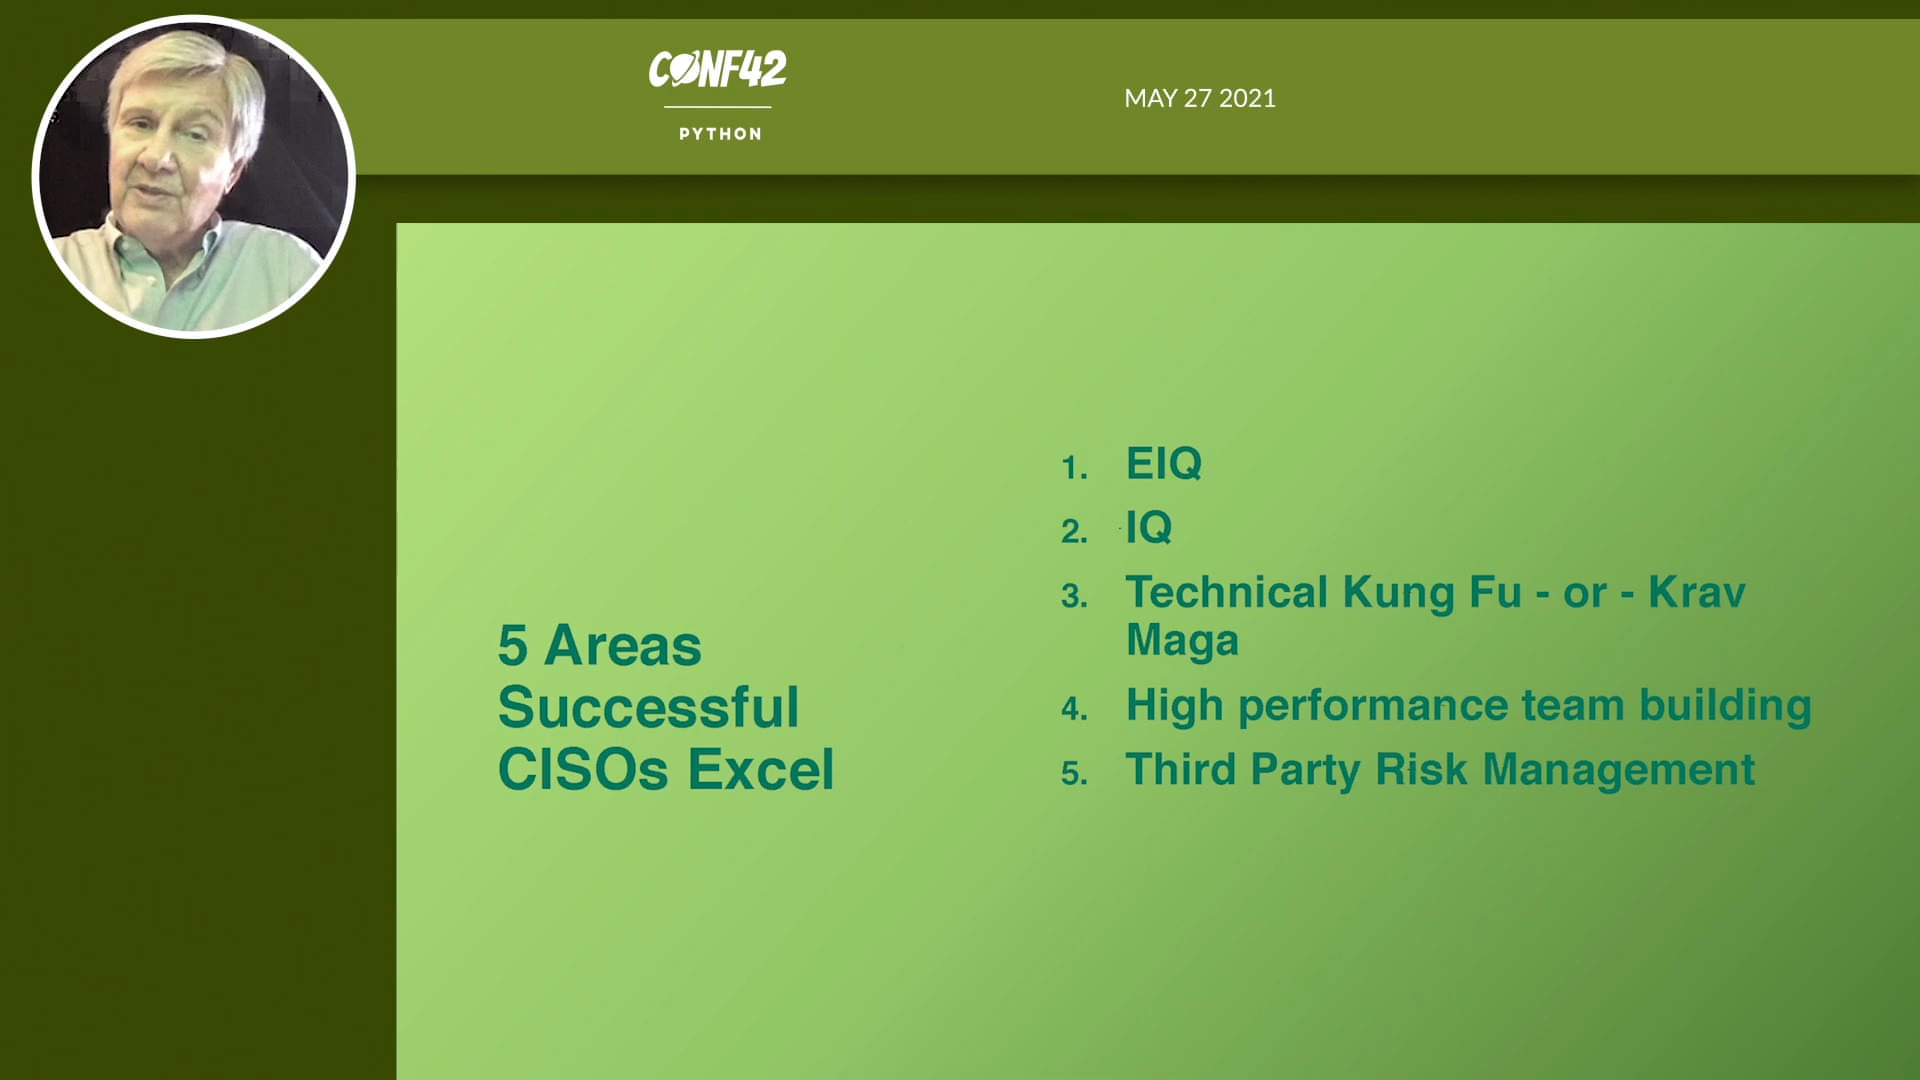 CONF42
PYTHON
MAY 27 2021
5 Areas
Successful
CISOs Excel
1. EIQ
2. IQ
3. Technical Kung Fu - or - Krav
Maga
4. High performance team building
5. Third Party Risk Management